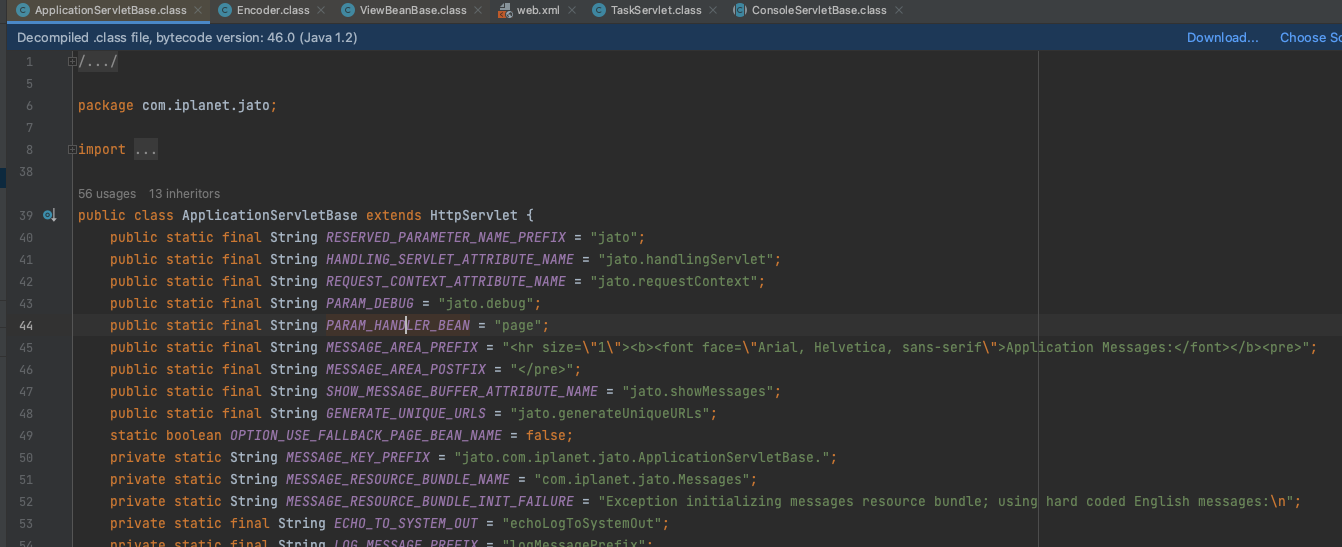 ApplicationServletBase.class Encoder.class ViewBeanBase.class web.xml TaskServlet.class ConsoleServletBase.class
Decompiled .class file, bytecode version: 46.0 (Java 1.2) Download... Choose So
1 /.../
5
6 package com.iplanet.jato;
7
8 import ...
38
56 usages 13 inheritors
39 public class ApplicationServletBase extends HttpServlet {
40 public static final String RESERVED_PARAMETER_NAME_PREFIX = "jato";
41 public static final String HANDLING_SERVLET_ATTRIBUTE_NAME = "jato.handlingServlet";
42 public static final String REQUEST_CONTEXT_ATTRIBUTE_NAME = "jato.requestContext";
43 public static final String PARAM_DEBUG = "jato.debug";
44 public static final String PARAM_HANDLER_BEAN = "page";
45 public static final String MESSAGE_AREA_PREFIX = "<hr size=\"1\"><b><font face=\"Arial, Helvetica, sans-serif\">Application Messages:</font></b><pre>";
46 public static final String MESSAGE_AREA_POSTFIX = "</pre>";
47 public static final String SHOW_MESSAGE_BUFFER_ATTRIBUTE_NAME = "jato.showMessages";
48 public static final String GENERATE_UNIQUE_URLS = "jato.generateUniqueURLs";
49 static boolean OPTION_USE_FALLBACK_PAGE_BEAN_NAME = false;
50 private static String MESSAGE_KEY_PREFIX = "jato.com.iplanet.jato.ApplicationServletBase.";
51 private static String MESSAGE_RESOURCE_BUNDLE_NAME = "com.iplanet.jato.Messages";
52 private static String MESSAGE_RESOURCE_BUNDLE_INIT_FAILURE = "Exception initializing messages resource bundle; using hard coded English messages:\n";
53 private static final String ECHO_TO_SYSTEM_OUT = "echoLogToSystemOut";
54 private static final String LOG_MESSAGE_PREFIX = "logMessagePrefix";